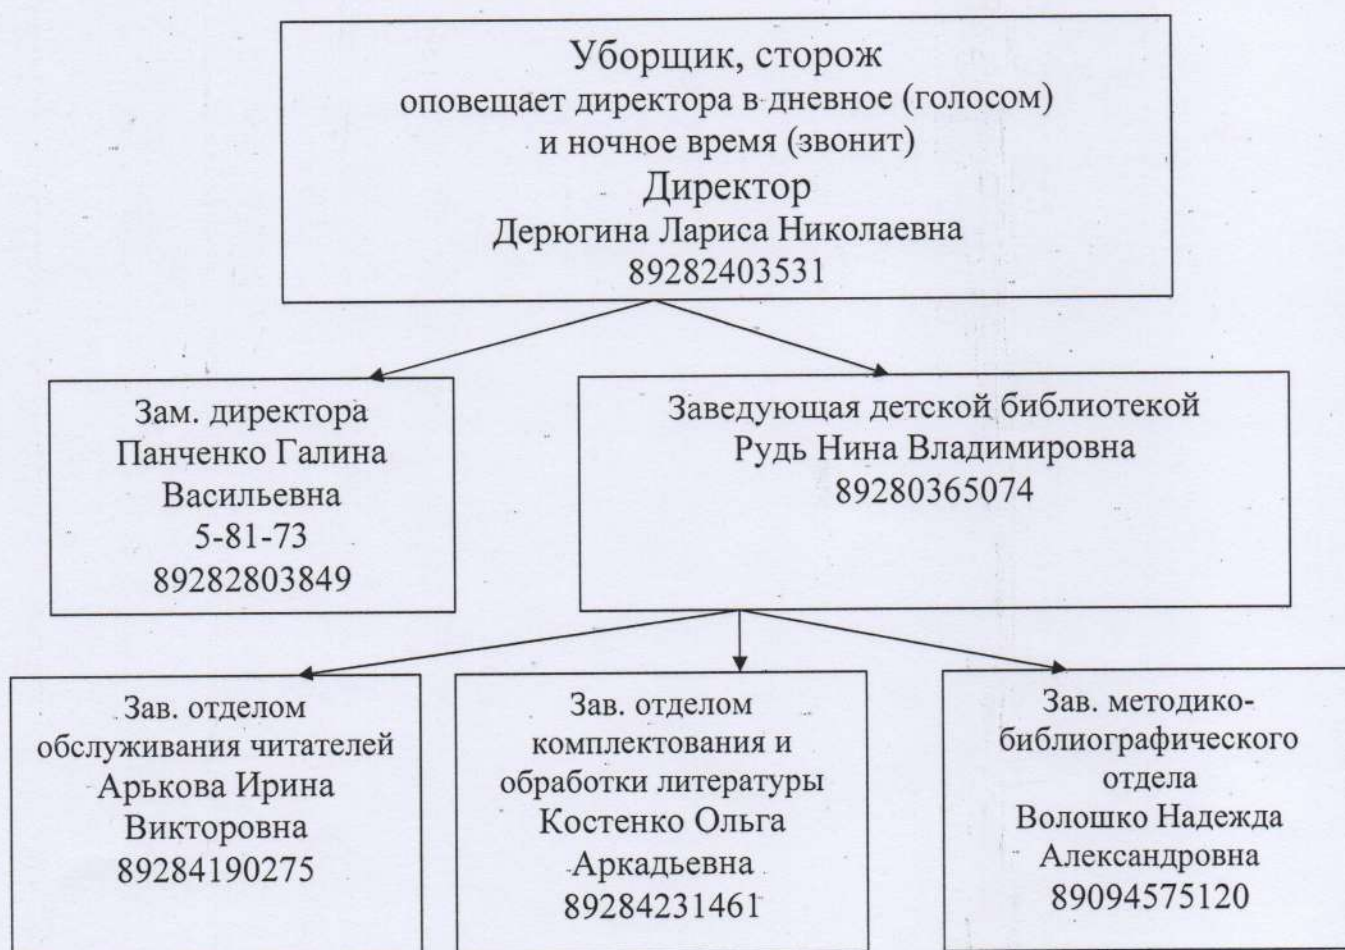 Уборщик, сторож
оповещает директора в дневное (голосом)
и ночное время (звонит)
Директор
Дерюгина Лариса Николаевна
89282403531
Зам. директора
Панченко Галина
Васильевна
5-81-73
89282803849
Заведующая детской библиотекой
Рудь Нина Владимировна
89280365074
Зав. отделом
обслуживания читателей
Арькова Ирина
Викторовна
89284190275
Зав. отделом
комплектования и
обработки литературы
Костенко Ольга
Аркадьевна
89284231461
Зав. методико-
библиографического
отдела
Волошко Надежда
Александровна
89094575120